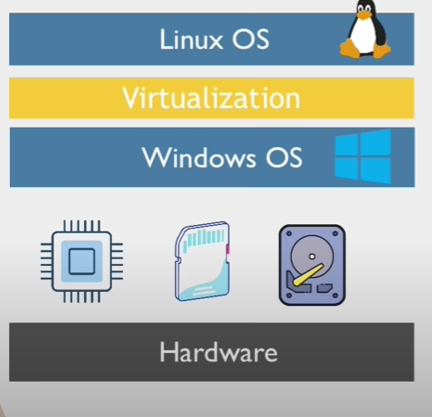 Linux OS
Virtualization
Windows OS
Hardware